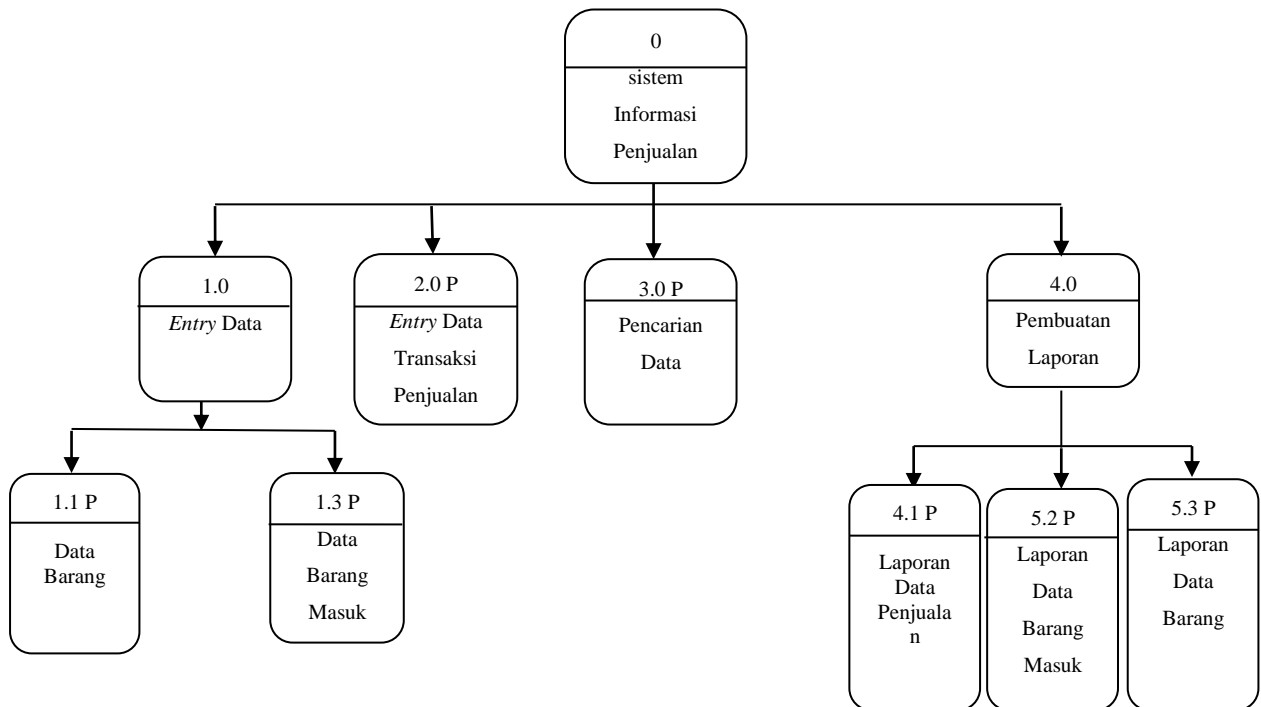 0
sistem
Informasi
Penjualan
1.0
Entry Data
2.0 P
Entry Data
Transaksi
Penjualan
3.0 P
Pencarian
Data
4.0
Pembuatan
Laporan
1.1 P
Data
Barang
1.3 P
Data
Barang
Masuk
4.1 P
Laporan
Data
Penjuala
n
5.2 P
Laporan
Data
Barang
Masuk
5.3 P
Laporan
Data
Barang